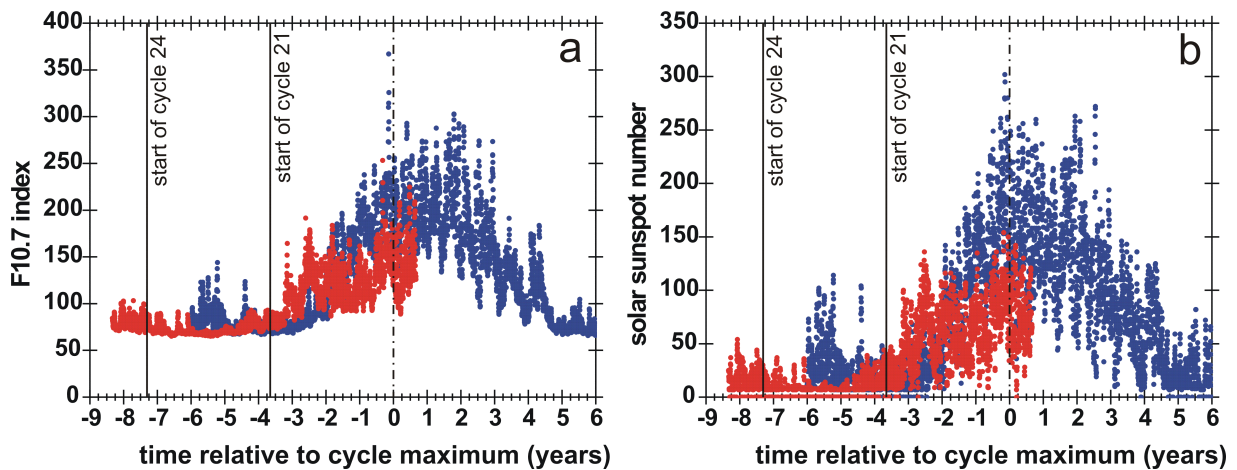 a
F10.7 index
400
350
300
250
200
150
100
50
0
start of cycle 24
start of cycle 21
-9 -8 -7 -6 -5 -4 -3 -2 -1 0 1 2 3 4 5 6
time relative to cycle maximum (years)
b
solar sunspot number
350
300
250
200
150
100
50
0
start of cycle 24
start of cycle 21
-9 -8 -7 -6 -5 -4 -3 -2 -1 0 1 2 3 4 5 6
time relative to cycle maximum (years)